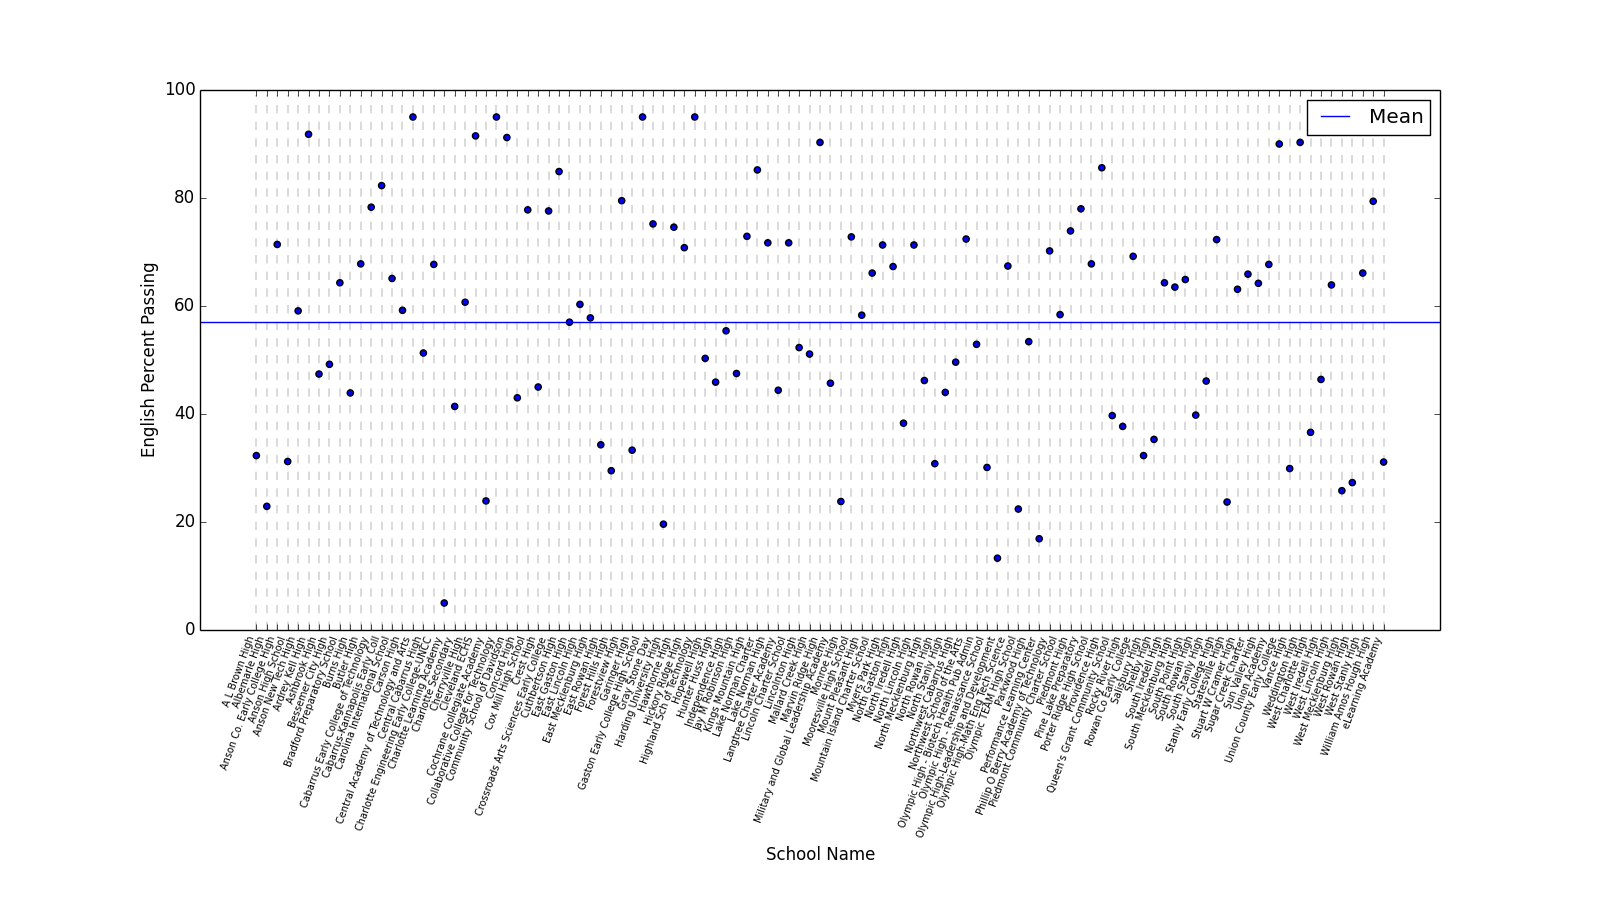 Mean
English Percent Passing
100
80
60
40
20
0
A L Brown High
Albemarle High
Anson Co. Early College High
Anson High School
Anson New Tech High
Ardrey Kell High
Ashbrook High
Bessemer City High
Bradford Preparatory School
Burns High
Butler High
Cabarrus Early College of Technology
Cabarrus-Kannapolis Early Coll
Carolina International School
Carson High
Central Academy of Technology and Arts
Central Cabarrus High
Charlotte Engineering Early College-UNCC
Charlotte Learning Academy
Charlotte Secondary
Cherryville High
Cleveland ECHS
Cochrane Collegiate Academy
Collaborative College for Technology
Community School of Davidson
Concord High
Cox Mill High School
Crest High
Crossroads Arts Sciences Early College
Cuthbertson High
East Gaston High
East Lincoln High
East Mecklenburg High
East Rowan High
Forest Hills High
Forestview High
Garinger High
Gaston Early College High School
Gray Stone Day
Harding University High
Hawthorne High
Hickory Ridge High
Highland Sch of Technology
Hopewell High
Hunter Huss High
Independence High
Jay M Robinson High
Kings Mountain High
Lake Norman Charter
Lake Norman High
Langtree Charter Academy
Lincoln Charter School
Lincolnton High
Mallard Creek High
Marvin Ridge High
Military and Global Leadership Academy
Monroe High
Mooresville High School
Mount Pleasant High
Mountain Island Charter School
Myers Park High
North Gaston High
North Iredell High
North Lincoln High
North Mecklenburg High
North Rowan High
North Stanly High
Northwest Cabarrus High
Northwest School of the Arts
Olympic High - Biotech Health Pub Admin
Olympic High - Renaissance School
Olympic High-Leadership and Development
Olympic High-Math Eng Tech Science
Olympic TEAM High School
Parkwood High
Performance Learning Center
Phillip O Berry Academy of Technology
Piedmont Community Charter School
Piedmont High
Pine Lake Preparatory
Porter Ridge High School
Providence High
Queen's Grant Community School
Rocky River High
Rowan Co Early College
Salisbury High
Shelby High
South Iredell High
South Mecklenburg High
South Point High
South Rowan High
South Stanly High
Stanly Early College High
Statesville High
Stuart W Cramer High
Sugar Creek Charter
Sun Valley High
Union Academy
Union County Early College
Vance High
Weddington High
West Charlotte High
West Iredell High
West Lincoln High
West Mecklenburg High
West Rowan High
West Stanly High
William Amos Hough High
eLearning Academy
School Name